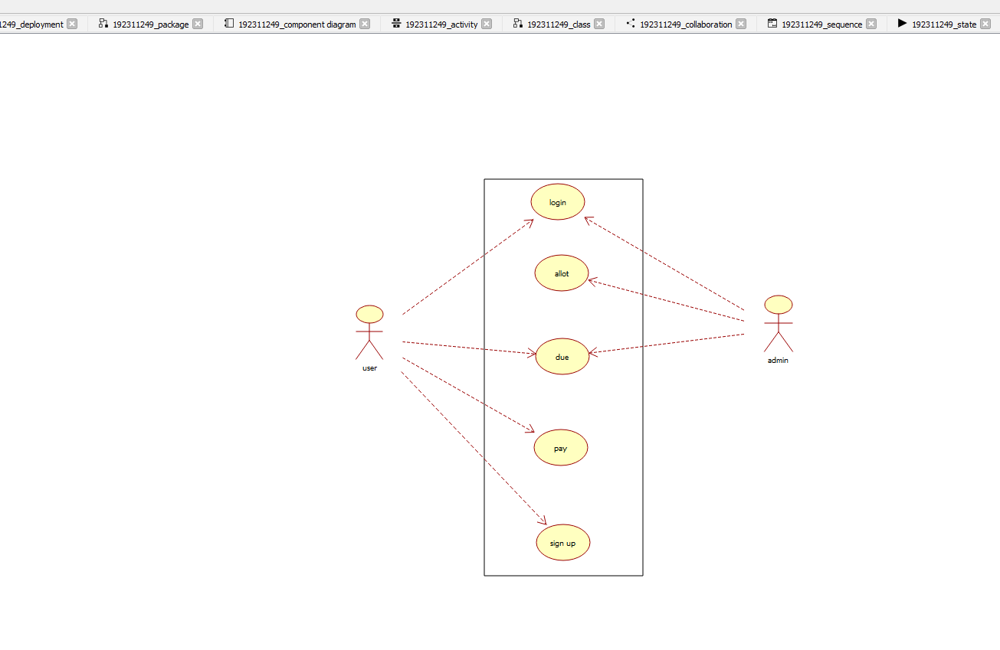 1249_deployment
192311249_package
192311249_component diagram
192311249_activity
192311249_class
192311249_collaboration
192311249_sequence
192311249_state
login
allot
due
pay
sign up
user
admin